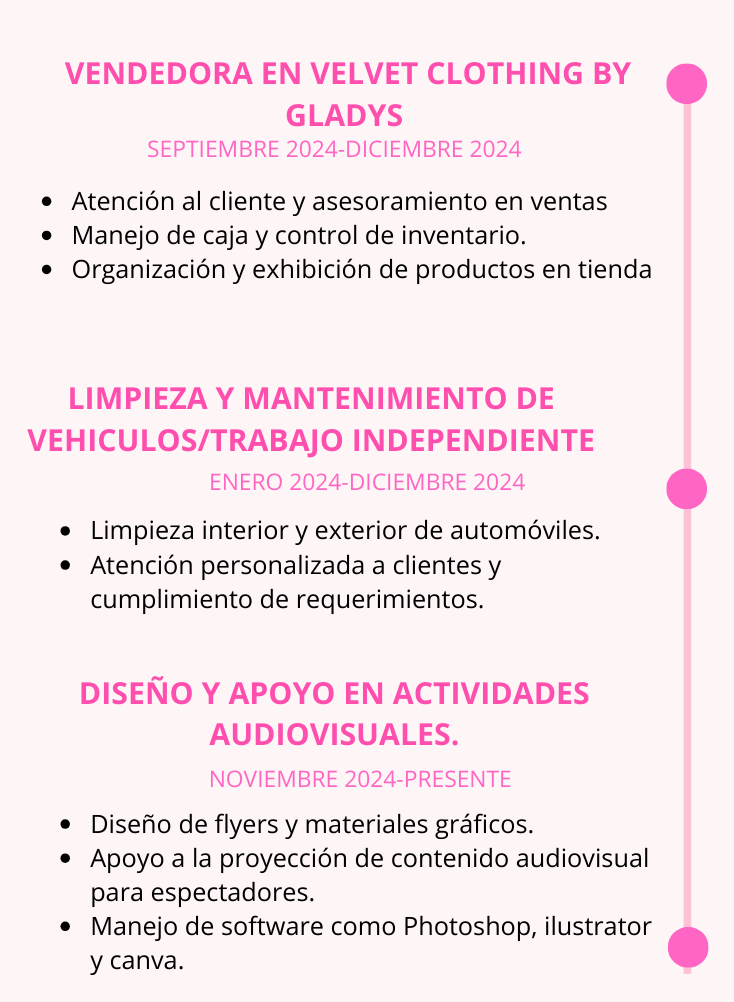 VENDEDORA EN VELVET CLOTHING BY
GLADYS
SEPTIEMBRE 2024-DICIEMBRE 2024
• Atención al cliente y asesoramiento en ventas
• Manejo de caja y control de inventario.
• Organización y exhibición de productos en tienda
LIMPIEZA Y MANTENIMIENTO DE
VEHICULOS/TRABAJO INDEPENDIENTE
ENERO 2024-DICIEMBRE 2024
• Limpieza interior y exterior de automóviles.
• Atención personalizada a clientes y
cumplimiento de requerimientos.
DISEÑO Y APOYO EN ACTIVIDADES
AUDIOVISUALES.
NOVIEMBRE 2024-PRESENTE
• Diseño de flyers y materiales gráficos.
• Apoyo a la proyección de contenido audiovisual
para espectadores.
• Manejo de software como Photoshop, ilustrator
y canva.